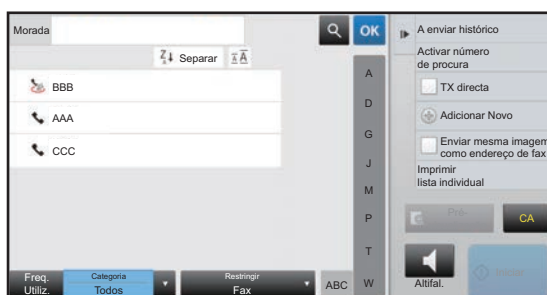 Morada
OK
Separar
BBB
AAA
CCC
A
D
G
J
M
P
T
W
Freq.
Utiliz.
Categoria
Todos
Restringir
Fax
ABC
A enviar histórico
Activar número
de procura
TX directa
Adicionar Novo
Enviar mesma imagem
como endereço de fax
Imprimir
lista individual
CA
Altifal.